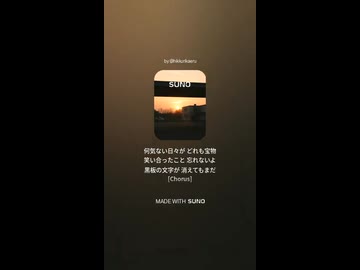 SUNO
何気ない日々が どれも宝物
笑い合ったこと 忘れないよ
黒板の文字が 消えてもまだ
[Chorus]
MADE WITH SUNO